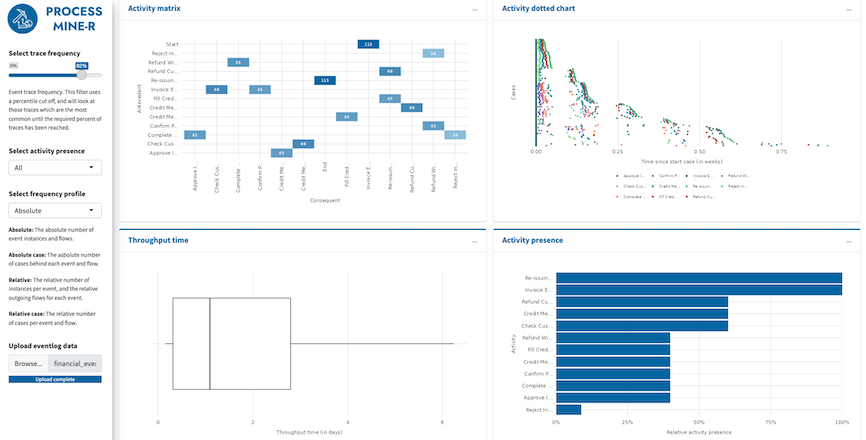 PROCESS
MINE-R
Select trace frequency
0%
82%
Event trace frequency. This filter uses
a percentile cut off, and will look at
those traces which are the most
common until the required percent of
traces has been reached.
Select activity presence
All
Select frequency profile
Absolute
Absolute: The absolute number of
event instances and flows.
Absolute case: The asbolute number
of cases behind each event and flow.
Relative: The relative number of
instances per event, and the relative
outgoing flows for each event.
Relative case: The relative number
of cases per event and flow.
Upload eventlog data
Browse...
financial_eve
Upload complete
Activity matrix
Antecedent
Start
Reject In...
Refund Wi...
Refund Cu...
Re-issuin...
Invoice E...
Fill Cred...
Credit Me...
Credit Me...
Confirm P...
Complete ...
Check Cus...
Approve I...
113
68
113
68
45
45
68
45
45
45
68
45
Approve I...
Check Cus...
Complete ...
Confirm P...
Credit Me...
Credit Me...
End
Fill Cred...
Invoice E...
Re-issuin...
Refund Cu...
Refund Wi...
Reject In...
Consequent
Activity dotted chart
Cases
0.00
0.25
0.50
0.75
Time since start case (in weeks)
Approve I...
Confirm P...
Invoice E...
Refund Wi...
Check Cus...
Credit Me...
Re-issuin...
Reject In...
Complete ...
Fill Cred...
Refund Cu...
Throughput time
0
2
4
6
Throughput time (in days)
Activity presence
Activity
Re-issuin...
Invoice E...
Refund Cu...
Credit Me...
Check Cus...
Refund Wi...
Fill Cred...
Credit Me...
Confirm P...
Complete ...
Approve I...
Reject In...
0%
25%
50%
75%
100%
Relative activity presence